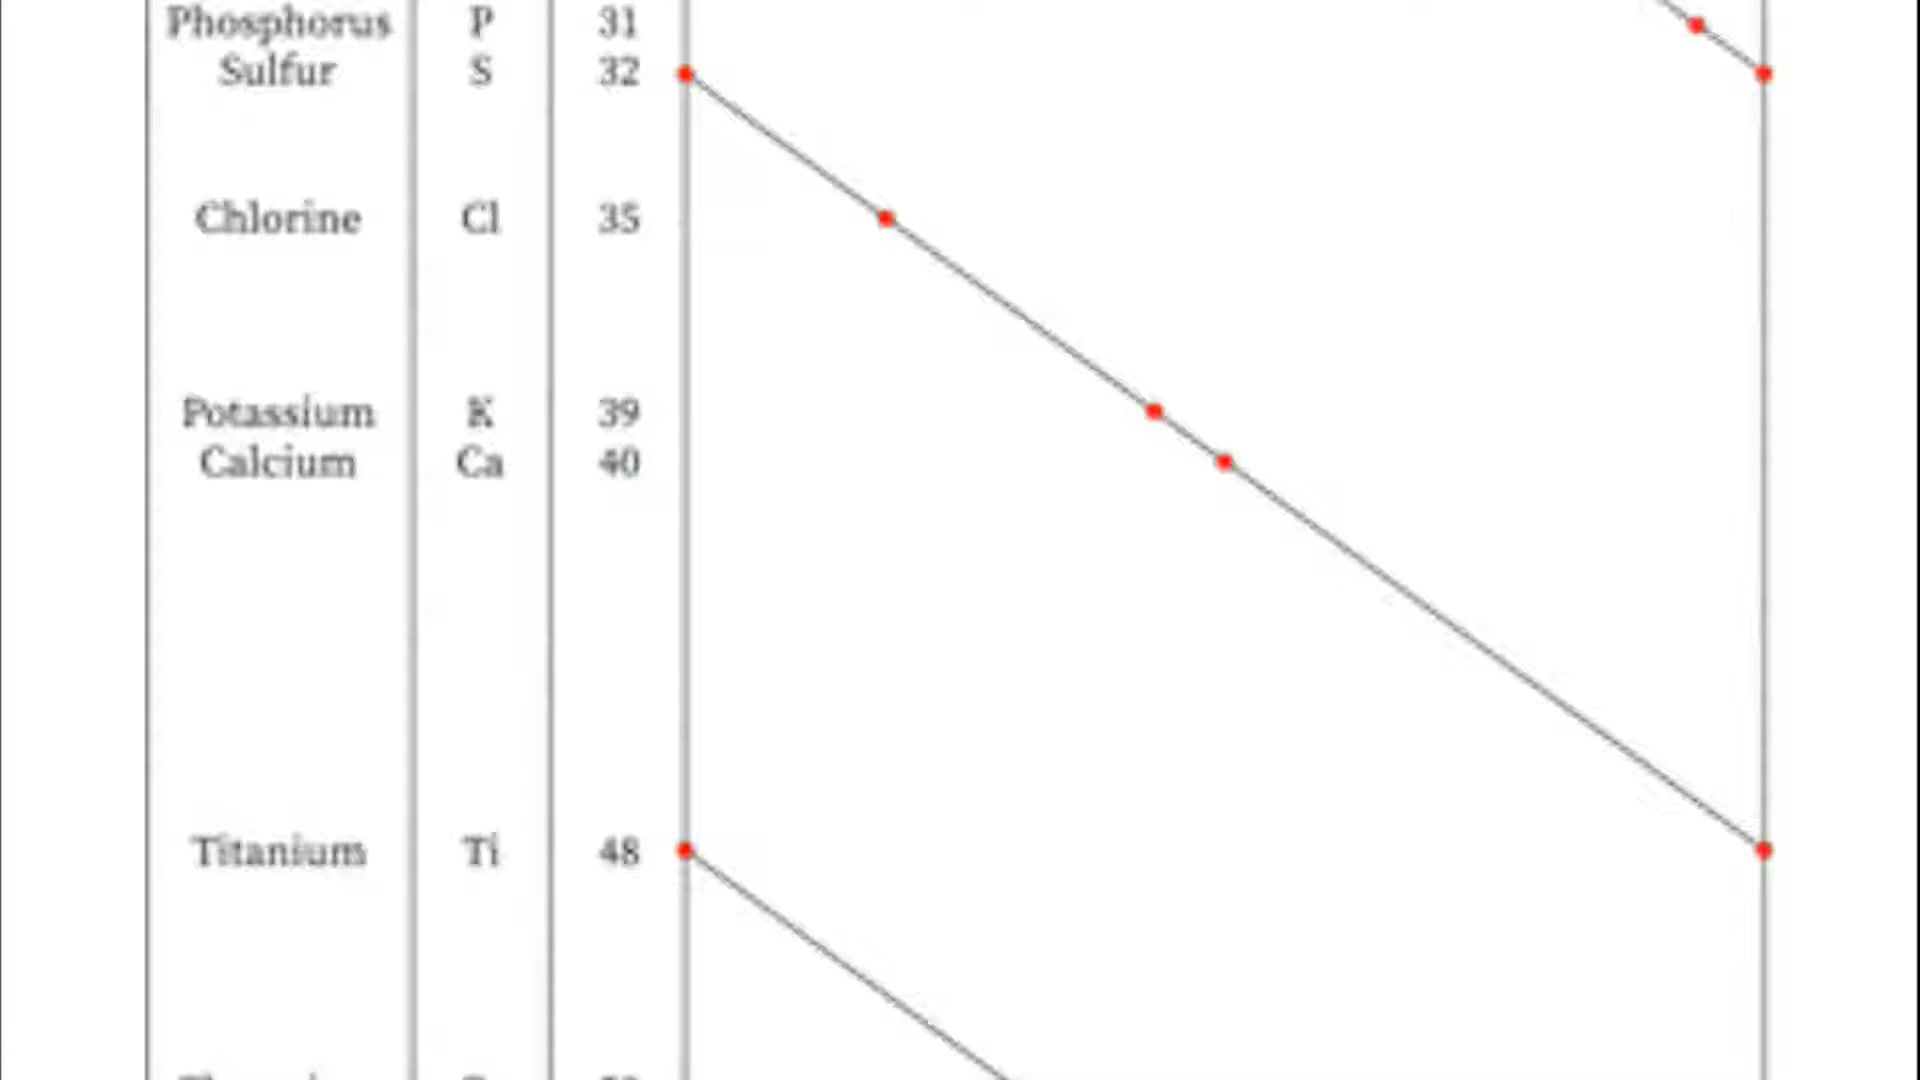 Phosphorus P 31
Sulfur S 32
Chlorine Cl 35
Potassium K 39
Calcium Ca 40
Titanium Ti 48